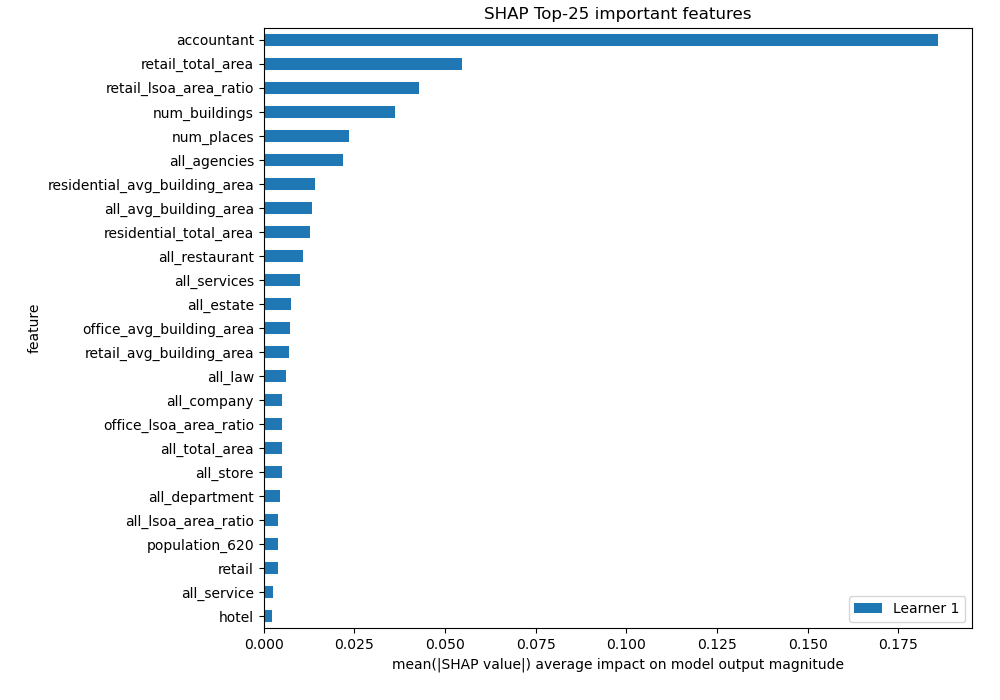 SHAP Top-25 important features
accountant
retail_total_area
retail_lsoa_area_ratio
num_buildings
num_places
all_agencies
residential_avg_building_area
all_avg_building_area
residential_total_area
all_restaurant
all_services
all_estate
office_avg_building_area
retail_avg_building_area
all_law
all_company
office_lsoa_area_ratio
all_total_area
all_store
all_department
all_lsoa_area_ratio
population_620
retail
all_service
hotel
feature
Learner 1
0.000 0.025 0.050 0.075 0.100 0.125 0.150 0.175
mean(|SHAP value|) average impact on model output magnitude